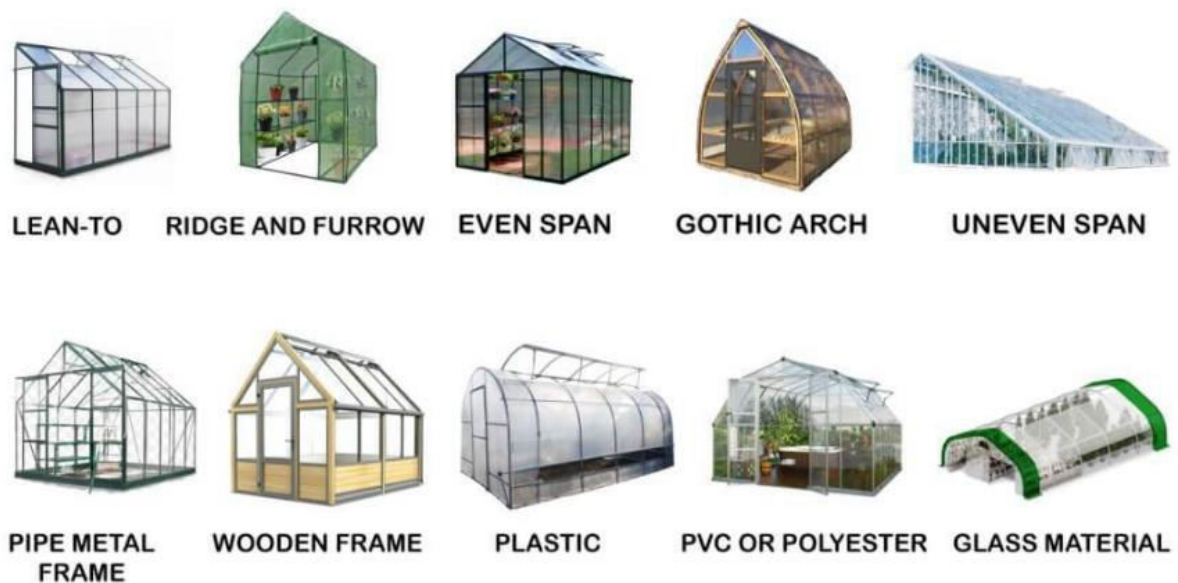 LEAN-TO
RIDGE AND FURROW
EVEN SPAN
GOTHIC ARCH
UNEVEN SPAN
PIPE METAL
FRAME
WOODEN FRAME
PLASTIC
PVC OR POLYESTER
GLASS MATERIAL